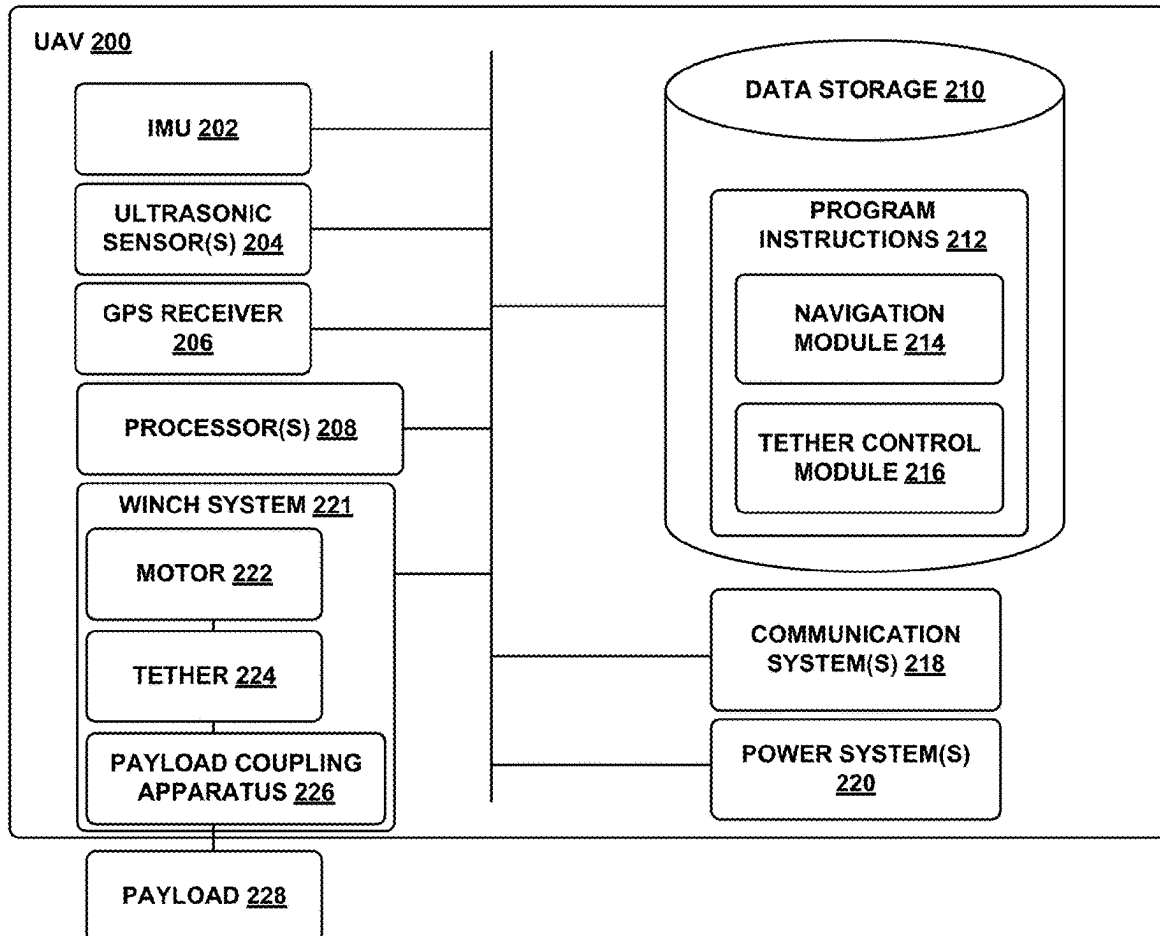 UAV 200
IMU 202
ULTRASONIC
SENSOR(S) 204
GPS RECEIVER
206
PROCESSOR(S) 208
WINCH SYSTEM 221
MOTOR 222
TETHER 224
PAYLOAD COUPLING
APPARATUS 226
PAYLOAD 228
DATA STORAGE 210
PROGRAM
INSTRUCTIONS 212
NAVIGATION
MODULE 214
TETHER CONTROL
MODULE 216
COMMUNICATION
SYSTEM(S) 218
POWER SYSTEM(S)
220